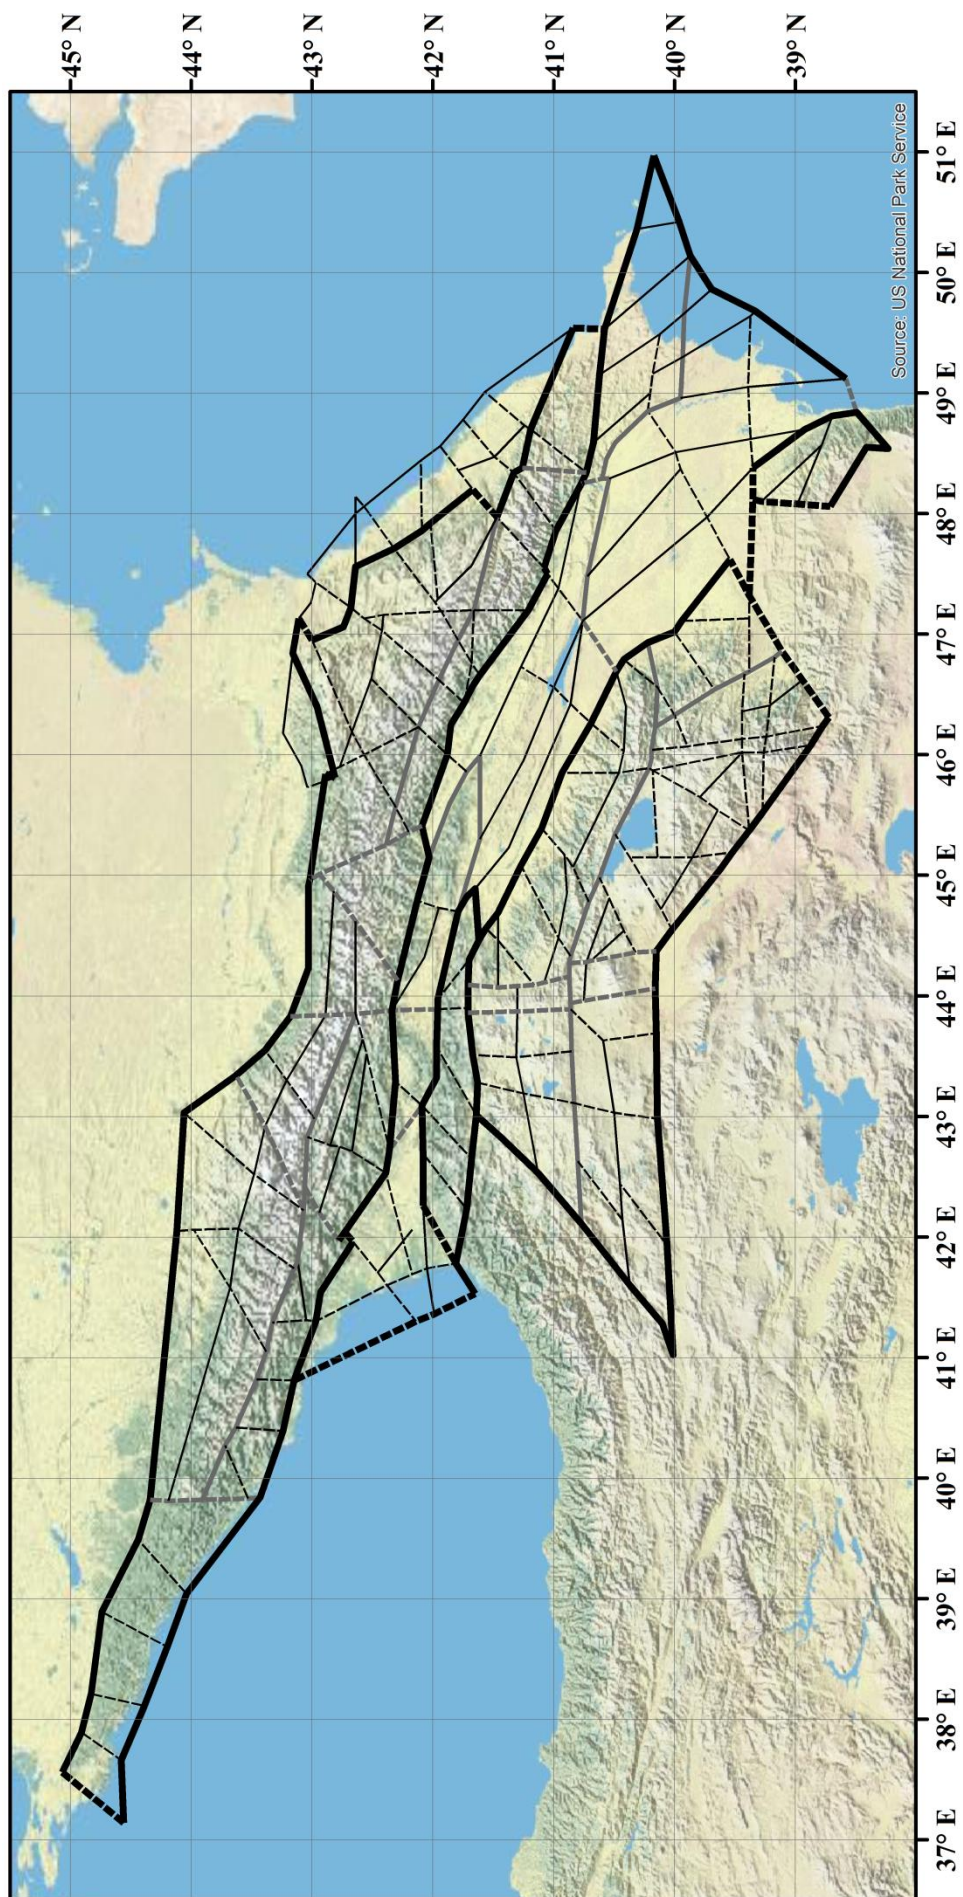 45° N
44° N
43° N
42° N
41° N
40° N
39° N
51° E
50° E
49° E
48° E
47° E
46° E
45° E
44° E
43° E
42° E
41° E
40° E
39° E
38° E
37° E
Source: US National Park Service